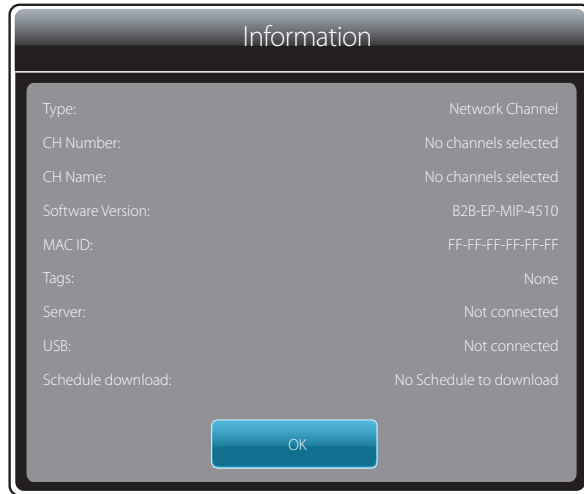 Information
Type: Network Channel
CH Number: No channels selected
CH Name: No channels selected
Software Version: B2B-EP-MIP-4510
MAC ID: FF-FF-FF-FF-FF-FF
Tags: None
Server: Not connected
USB: Not connected
Schedule download: No Schedule to download
OK